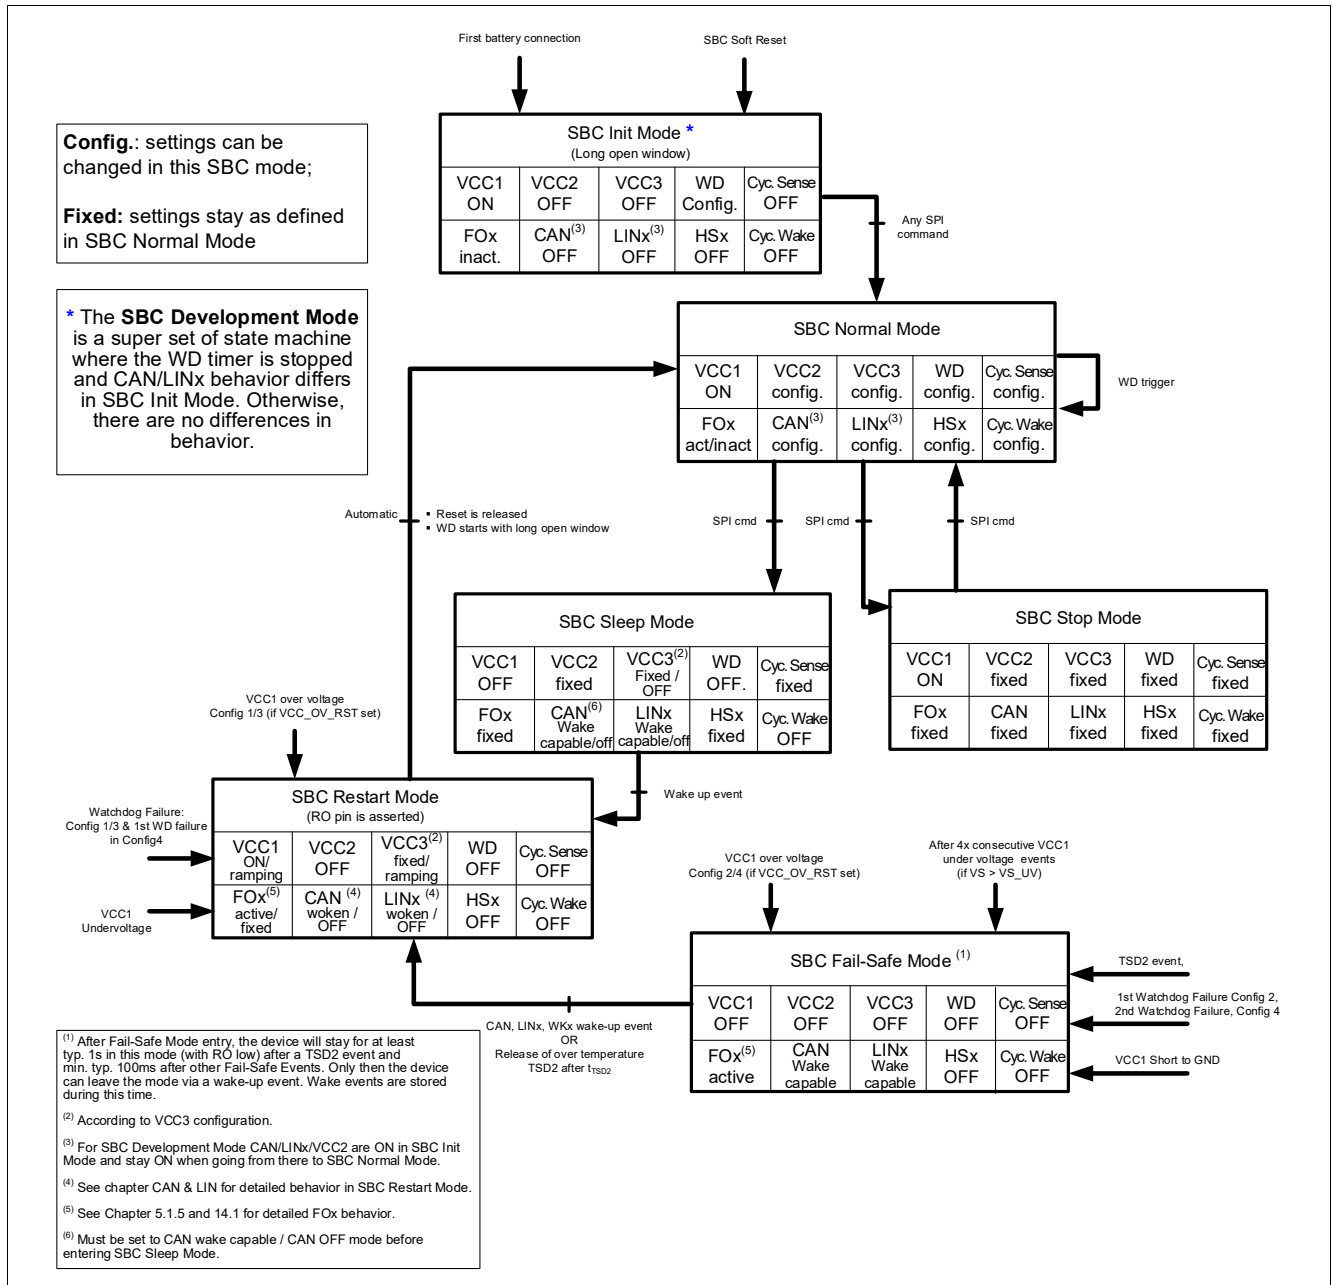 First battery connection
SBC Soft Reset
Config.: settings can be
changed in this SBC mode;
Fixed: settings stay as defined
in SBC Normal Mode
* The SBC Development Mode
is a super set of state machine
where the WD timer is stopped
and CAN/LINx behavior differs
in SBC Init Mode. Otherwise,
there are no differences in
behavior.
SBC Init Mode *
(Long open window)
VCC1
ON
VCC2
OFF
VCC3
OFF
WD
Config.
Cyc. Sense
OFF
FOx
inact.
CAN(3)
OFF
LINx(3)
OFF
HSx
OFF
Cyc. Wake
OFF
Any SPI
command
SBC Normal Mode
VCC1
ON
VCC2
config.
VCC3
config.
WD
config.
Cyc. Sense
config.
FOx
act/inact
CAN(3)
config.
LINx(3)
config.
HSx
config.
Cyc. Wake
config.
WD trigger
Automatic
▪ Reset is released
▪ WD starts with long open window
SPI cmd
SPI cmd
SPI cmd
SBC Sleep Mode
VCC1
OFF
VCC2
fixed
VCC3(2)
Fixed /
OFF
WD
OFF.
Cyc. Sense
fixed
FOx
fixed
CAN(6)
Wake
capable/off
LINx
Wake
capable/off
HSx
fixed
Cyc. Wake
OFF
SBC Stop Mode
VCC1
ON
VCC2
fixed
VCC3
fixed
WD
fixed
Cyc. Sense
fixed
FOx
fixed
CAN
fixed
LINx
fixed
HSx
fixed
Cyc. Wake
fixed
VCC1 over voltage
Config 1/3 (if VCC_OV_RST set)
Wake up event
Watchdog Failure:
Config 1/3 & 1st WD failure
in Config4
VCC1
Undervoltage
SBC Restart Mode
(RO pin is asserted)
VCC1
ON/
ramping
VCC2
OFF
VCC3(2)
fixed/
ramping
WD
OFF
Cyc. Sense
OFF
FOx(5)
active/
fixed
CAN (4)
woken /
OFF
LINx (4)
woken /
OFF
HSx
OFF
Cyc. Wake
OFF
VCC1 over voltage
Config 2/4 (if VCC_OV_RST set)
After 4x consecutive VCC1
under voltage events
(if VS > VS_UV)
SBC Fail-Safe Mode (1)
VCC1
OFF
VCC2
OFF
VCC3
OFF
WD
OFF
Cyc. Sense
OFF
FOx(5)
active
CAN
Wake
capable
LINx
Wake
capable
HSx
OFF
Cyc. Wake
OFF
TSD2 event,
1st Watchdog Failure Config 2,
2nd Watchdog Failure, Config 4
VCC1 Short to GND
CAN, LINx, WKx wake-up event
OR
Release of over temperature
TSD2 after tTSD2
(1) After Fail-Safe Mode entry, the device will stay for at least
typ. 1s in this mode (with RO low) after a TSD2 event and
min. typ. 100ms after other Fail-Safe Events. Only then the device
can leave the mode via a wake-up event. Wake events are stored
during this time.
(2) According to VCC3 configuration.
(3) For SBC Development Mode CAN/LINx/VCC2 are ON in SBC Init
Mode and stay ON when going from there to SBC Normal Mode.
(4) See chapter CAN & LIN for detailed behavior in SBC Restart Mode.
(5) See Chapter 5.1.5 and 14.1 for detailed FOx behavior.
(6) Must be set to CAN wake capable / CAN OFF mode before
entering SBC Sleep Mode.